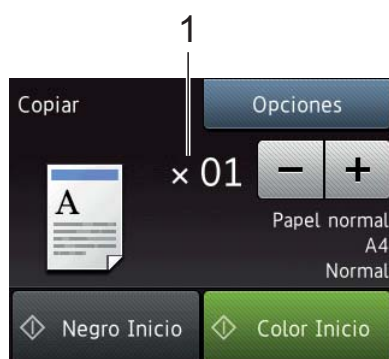 1
Copiar
Opciones
× 01 − +
A
Papel normal
A4
Normal
Negro Inicio
Color Inicio